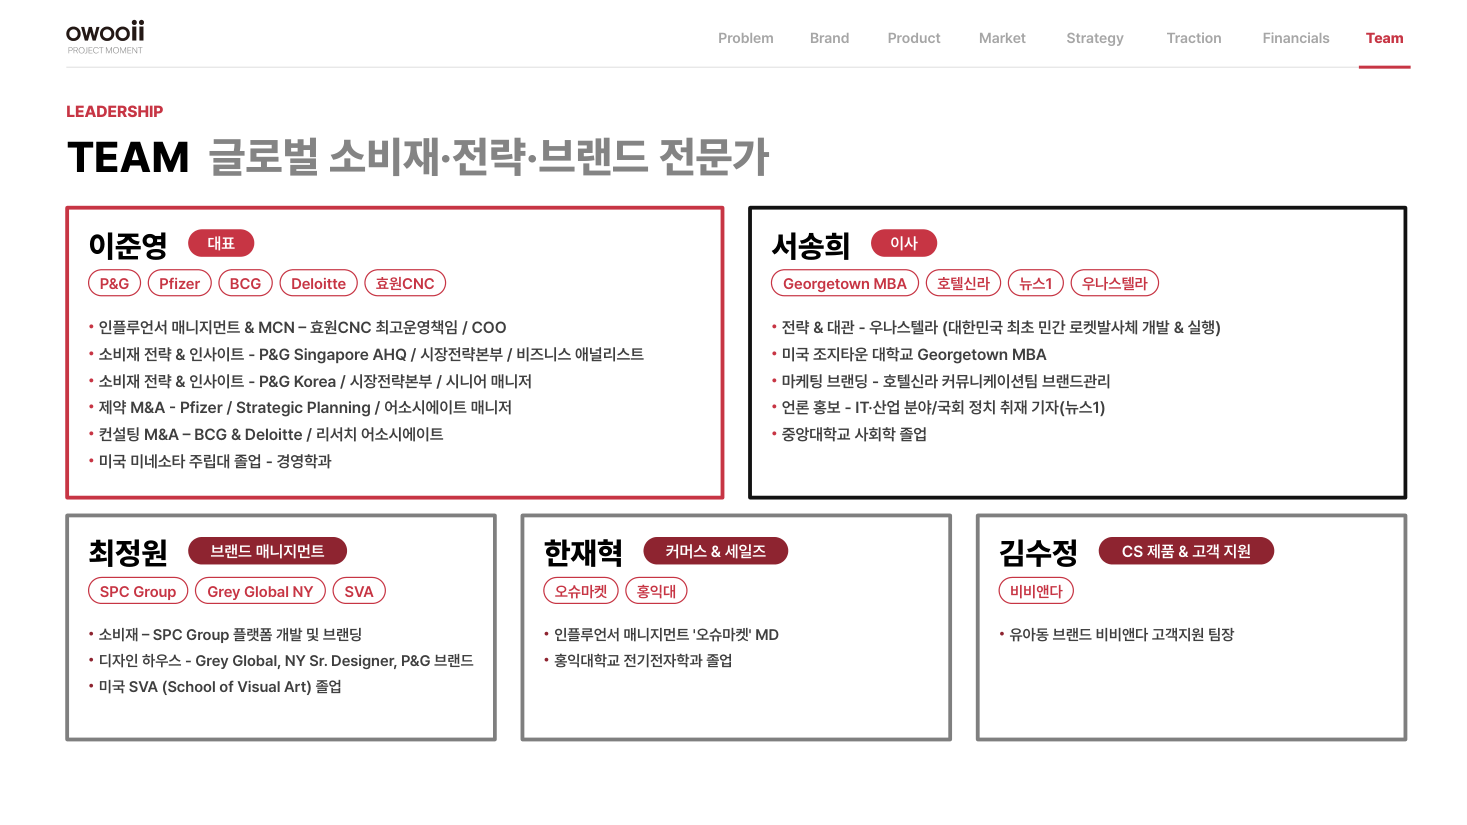 owooii
PROJECT MOMENT
Problem Brand Product Market Strategy Traction Financials Team
LEADERSHIP
TEAM 글로벌 소비재·전략·브랜드 전문가
이준영 대표
P&G Pfizer BCG Deloitte 효원CNC
• 인플루언서 매니지먼트 & MCN – 효원CNC 최고운영책임 / COO
• 소비재 전략 & 인사이트 - P&G Singapore AHQ / 시장전략본부 / 비즈니스 애널리스트
• 소비재 전략 & 인사이트 - P&G Korea / 시장전략본부 / 시니어 매니저
• 제약 M&A - Pfizer / Strategic Planning / 어소시에이트 매니저
• 컨설팅 M&A – BCG & Deloitte / 리서치 어소시에이트
• 미국 미네소타 주립대 졸업 - 경영학과
서송희 이사
Georgetown MBA 호텔신라 뉴스1 우나스텔라
• 전략 & 대관 - 우나스텔라 (대한민국 최초 민간 로켓발사체 개발 & 실행)
• 미국 조지타운 대학교 Georgetown MBA
• 마케팅 브랜딩 - 호텔신라 커뮤니케이션팀 브랜드관리
• 언론 홍보 - IT·산업 분야/국회 정치 취재 기자(뉴스1)
• 중앙대학교 사회학 졸업
최정원 브랜드 매니지먼트
SPC Group Grey Global NY SVA
• 소비재 – SPC Group 플랫폼 개발 및 브랜딩
• 디자인 하우스 - Grey Global, NY Sr. Designer, P&G 브랜드
• 미국 SVA (School of Visual Art) 졸업
한재혁 커머스 & 세일즈
오슈마켓 홍익대
• 인플루언서 매니지먼트 '오슈마켓' MD
• 홍익대학교 전기전자학과 졸업
김수정 CS 제품 & 고객 지원
비비앤다
• 유아동 브랜드 비비앤다 고객지원 팀장